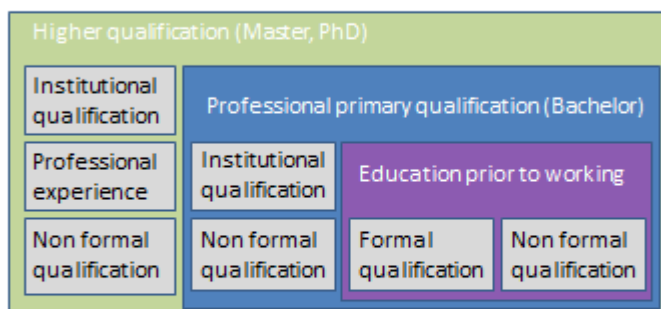 Higher qualification (Master, PhD)
Institutional
qualification
Professional primary qualification (Bachelor)
Professional
experience
Institutional
qualification
Education prior to working
Non formal
qualification
Non formal
qualification
Formal
qualification
Non formal
qualification